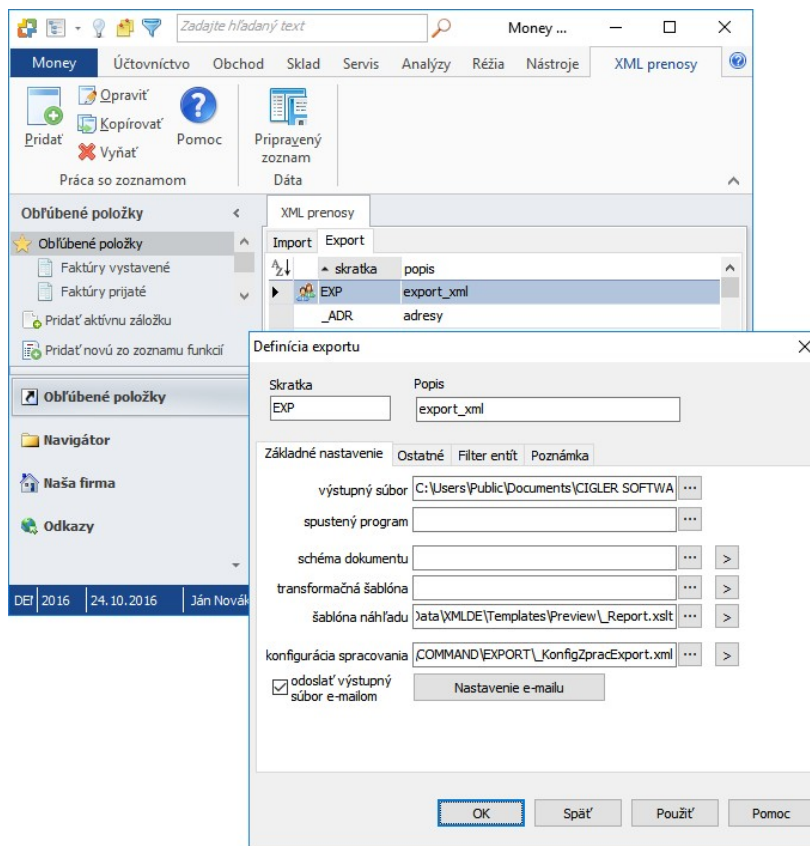 Zadajte hľadaný text
Money ...
Money Účtovníctvo Obchod Sklad Servis Analýzy Réžia Nástroje XML prenosy
Pridať
Opraviť
Kopírovať
Vyňať
Pomoc
Pripravený
zoznam
Práca so zoznamom
Dáta
Obľúbené položky
XML prenosy
Obľúbené položky
Import Export
Faktúry vystavené
skratka popis
Faktúry prijaté
EXP export_xml
Pridať aktívnu záložku
_ADR adresy
Pridať novú zo zoznamu funkcií
Obľúbené položky
Navigátor
Naša firma
Odkazy
2016 24.10.2016 Ján Novák
Definícia exportu
Skratka Popis
EXP export_xml
Základné nastavenie Ostatné Filter entít Poznámka
výstupný súbor C:\Users\Public\Documents\CIGLER SOFTWA ...
spustený program ...
schéma dokumentu ... >
transformačná šablóna ... >
šablóna náhľadu Data\XMLDE\Templates\Preview\_Report.xslt ... >
konfigurácia spracovania COMMAND\EXPORT\_KonfigZpracExport.xml ... >
odoslať výstupný
súbor e-mailom
Nastavenie e-mailu
OK Späť Použiť Pomoc